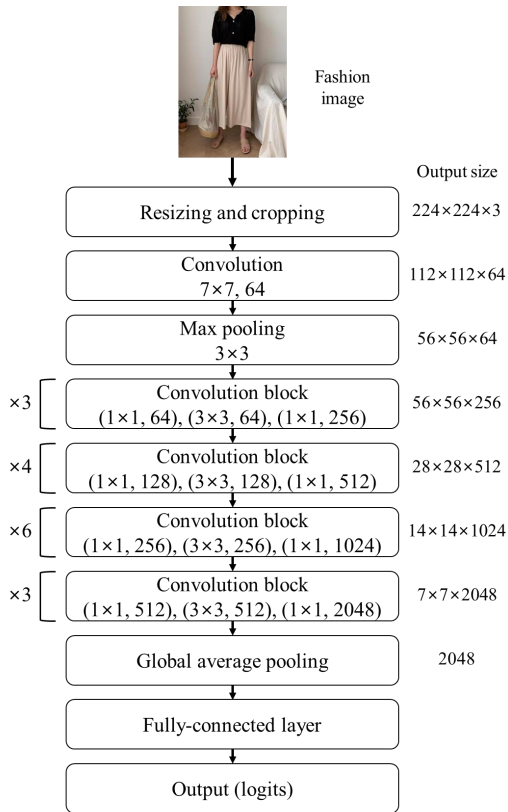 Fashion
image
Output size
Resizing and cropping
224×224×3
Convolution
7×7, 64
112×112×64
Max pooling
3×3
56×56×64
×3
Convolution block
(1×1, 64), (3×3, 64), (1×1, 256)
56×56×256
×4
Convolution block
(1×1, 128), (3×3, 128), (1×1, 512)
28×28×512
×6
Convolution block
(1×1, 256), (3×3, 256), (1×1, 1024)
14×14×1024
×3
Convolution block
(1×1, 512), (3×3, 512), (1×1, 2048)
7×7×2048
Global average pooling
2048
Fully-connected layer
Output (logits)